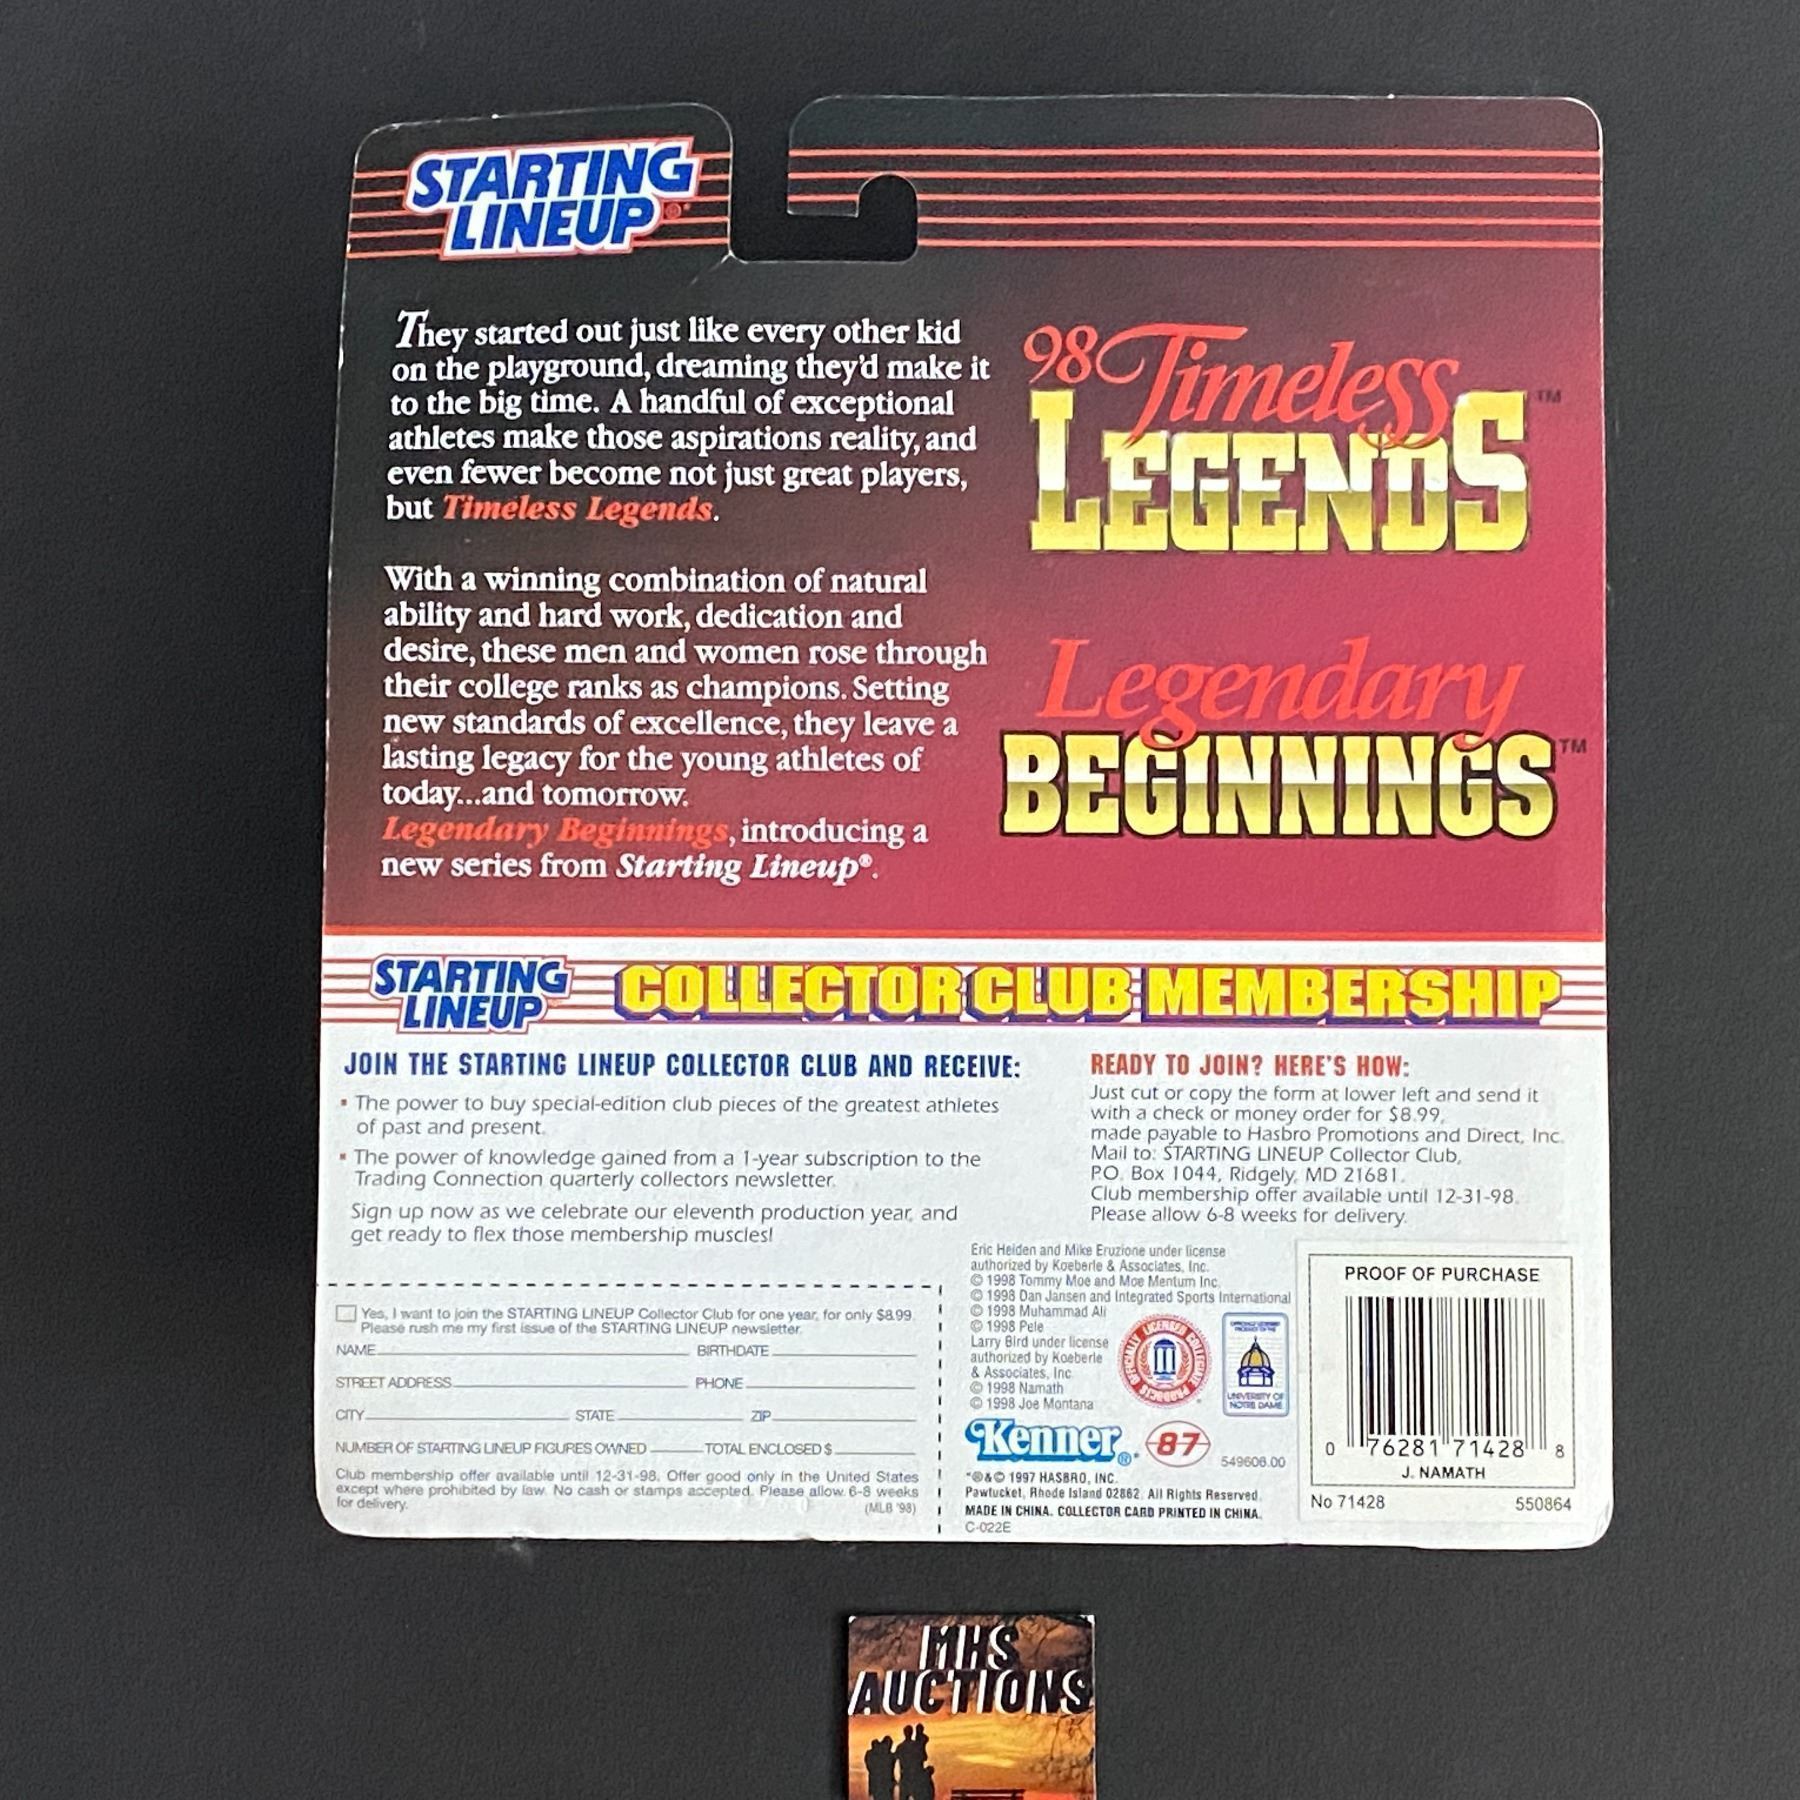 STARTING
LINEUP®*
They started out just like every other kid
on the playground, dreaming they'd make it
to the big time. A handful of exceptional
athletes make those aspirations reality, and
even fewer become not just great players,
but Timeless Legends.
98 Timeless
LEGENDS™
With a winning combination of natural
ability and hard work, dedication and
desire, these men and women rose through
their college ranks as champions. Setting
new standards of excellence, they leave a
lasting legacy for the young athletes of
today...and tomorrow.
Legendary Beginnings, introducing a
new series from Starting Lineup®.
Legendary
BEGINNINGS™
STARTING
LINEUP
COLLECTOR CLUB MEMBERSHIP
JOIN THE STARTING LINEUP COLLECTOR CLUB AND RECEIVE:
▪ The power to buy special-edition club pieces of the greatest athletes
of past and present.
▪ The power of knowledge gained from a 1-year subscription to the
Trading Connection quarterly collectors newsletter.
Sign up now as we celebrate our eleventh production year, and
get ready to flex those membership muscles!
READY TO JOIN? HERE'S HOW:
Just cut or copy the form at lower left and send it
with a check or money order for $8.99,
made payable to Hasbro Promotions and Direct, Inc.
Mail to: STARTING LINEUP Collector Club,
P.O. Box 1044, Ridgely, MD 21681.
Club membership offer available until 12-31-98.
Please allow 6-8 weeks for delivery.
Yes, I want to join the STARTING LINEUP Collector Club for one year, for only $8.99.
Please rush me my first issue of the STARTING LINEUP newsletter.
NAME BIRTHDATE
STREET ADDRESS PHONE
CITY STATE ZIP
NUMBER OF STARTING LINEUP FIGURES OWNED TOTAL ENCLOSED $
Club membership offer available until 12-31-98. Offer good only in the United States
except where prohibited by law. No cash or stamps accepted. Please allow 6-8 weeks
for delivery. (MLB '98)
Eric Heiden and Mike Eruzione under license
authorized by Koeberle & Associates, Inc.
© 1998 Tommy Moe and Moe Mentum Inc.
© 1998 Dan Jansen and Integrated Sports International
© 1998 Muhammad Ali
© 1998 Pele
Larry Bird under license
authorized by Koeberle
& Associates, Inc.
© 1998 Namath
© 1998 Joe Montana
OFFICIALLY LICENSED COLLEGIATE PRODUCTS
UNIVERSITY OF
NOTRE DAME
Kenner®*
87
549606.00
*®&© 1997 HASBRO, INC.
Pawtucket, Rhode Island 02862. All Rights Reserved.
MADE IN CHINA. COLLECTOR CARD PRINTED IN CHINA.
C-022E
PROOF OF PURCHASE
0 76281 71428 8
J. NAMATH
No 71428 550864
MHS
AUCTIONS